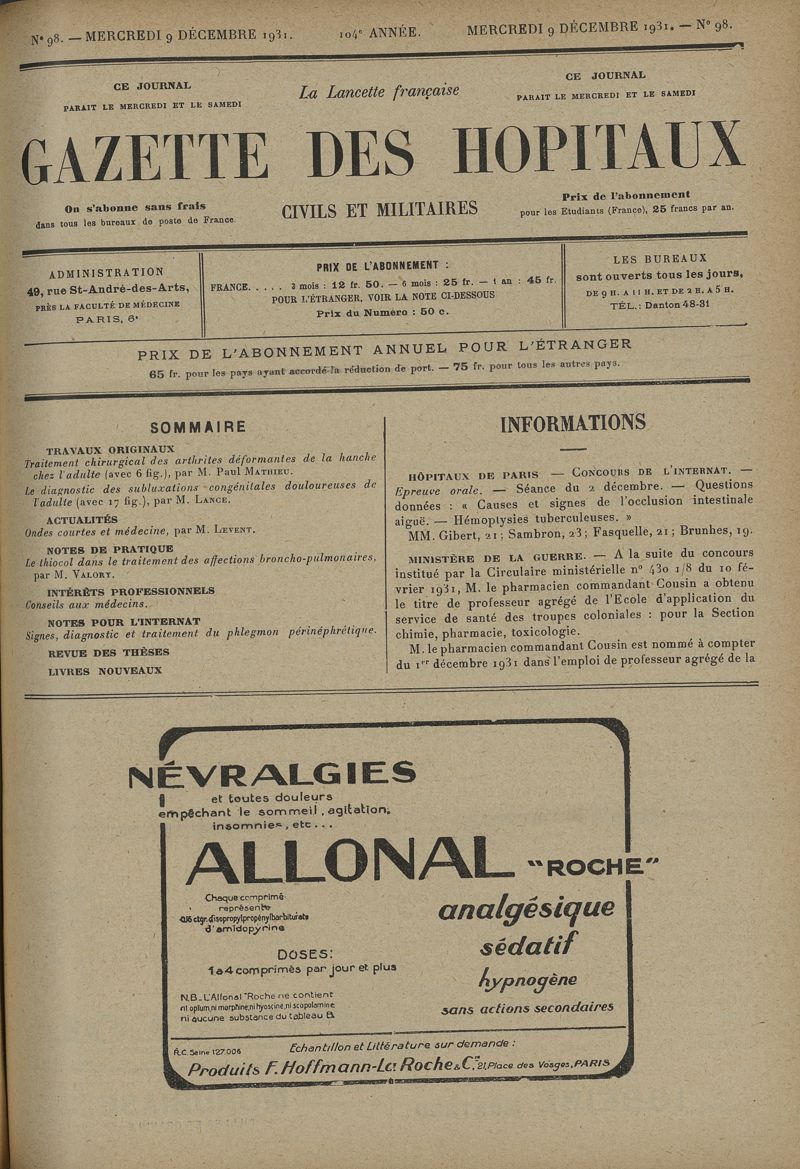 N° 98. — MERCREDI 9 DÉCEMBRE 1931.
104e ANNÉE.
MERCREDI 9 DÉCEMBRE 1931. — N° 98.
CE JOURNAL
PARAIT LE MERCREDI ET LE SAMEDI
La Lancette française
CE JOURNAL
PARAIT LE MERCREDI ET LE SAMEDI
GAZETTE DES HOPITAUX
On s'abonne sans frais
dans tous les bureaux de poste de France.
CIVILS ET MILITAIRES
Prix de l'abonnement
pour les Etudiants (France), 25 francs par an.
ADMINISTRATION
49, rue St-André-des-Arts,
PRÈS LA FACULTÉ DE MÉDECINE
PARIS, 6e
PRIX DE L'ABONNEMENT :
FRANCE. . . . . 3 mois : 12 fr. 50. — 6 mois : 25 fr. — 1 an : 45 fr.
POUR L'ÉTRANGER, VOIR LA NOTE CI-DESSOUS
Prix du Numéro : 50 c.
LES BUREAUX
sont ouverts tous les jours,
DE 9 H. A 11 H. ET DE 2 H. A 5 H.
TÉL.: Danton 48-31
PRIX DE L'ABONNEMENT ANNUEL POUR L'ÉTRANGER
65 fr. pour les pays ayant accordé la réduction de port. — 75 fr. pour tous les autres pays.
SOMMAIRE
TRAVAUX ORIGINAUX
Traitement chirurgical des arthrites déformantes de la hanche
chez l'adulte (avec 6 fig.), par M. Paul MATHIEU.
Le diagnostic des subluxations congénitales douloureuses de
l'adulte (avec 17 fig.), par M. LANCE.
ACTUALITÉS
Ondes courtes et médecine, par M. LEVENT.
NOTES DE PRATIQUE
Le thiocol dans le traitement des affections broncho-pulmonaires,
par M. VALORY.
INTÉRÊTS PROFESSIONNELS
Conseils aux médecins.
NOTES POUR L'INTERNAT
Signes, diagnostic et traitement du phlegmon périnéphrétique.
REVUE DES THÈSES
LIVRES NOUVEAUX
INFORMATIONS
HÔPITAUX DE PARIS — CONCOURS DE L'INTERNAT. —
Epreuve orale. — Séance du 2 décembre. — Questions
données : « Causes et signes de l'occlusion intestinale
aiguë. — Hémoptysies tuberculeuses. »
MM. Gibert, 21 ; Sambron, 23 ; Fasquelle, 21 ; Brunhes, 19.
MINISTÈRE DE LA GUERRE. — A la suite du concours
institué par la Circulaire ministérielle n° 430 1/8 du 10 fé-
vrier 1931, M. le pharmacien commandant Cousin a obtenu
le titre de professeur agrégé de l'Ecole d'application du
service de santé des troupes coloniales : pour la Section
chimie, pharmacie, toxicologie.
M. le pharmacien commandant Cousin est nommé à compter
du 1er décembre 1931 dans l'emploi de professeur agrégé de la
NÉVRALGIES
et toutes douleurs
empêchant le sommeil, agitation,
insomnies, etc...
ALLONAL "ROCHE"
Chaque comprimé
représente
0,16 ctgr. d'isopropylpropénylbarbiturate
d'amidopyrine
DOSES:
1 à 4 comprimés par jour et plus
N.B. L'Allonal "Roche ne contient
ni opium, ni morphine, ni hyoscine, ni scopolamine
ni aucune substance du tableau B.
analgésique
sédatif
hypnogène
sans actions secondaires
R.C. Seine 127.006
Echantillon et Littérature sur demande :
Produits F. Hoffmann-La Roche & Cie, 21, Place des Vosges, PARIS